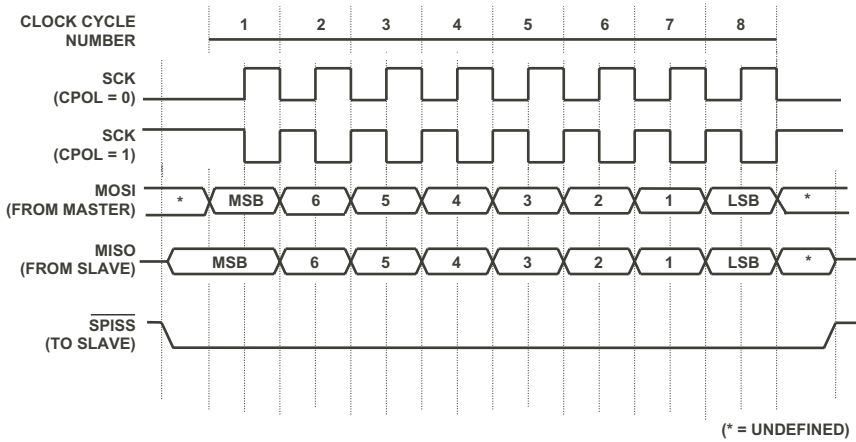 CLOCK CYCLE
NUMBER
1 2 3 4 5 6 7 8
SCK
(CPOL = 0)
SCK
(CPOL = 1)
MOSI
(FROM MASTER)
* MSB 6 5 4 3 2 1 LSB *
MISO
(FROM SLAVE)
MSB 6 5 4 3 2 1 LSB *
SPISS
(TO SLAVE)
(* = UNDEFINED)